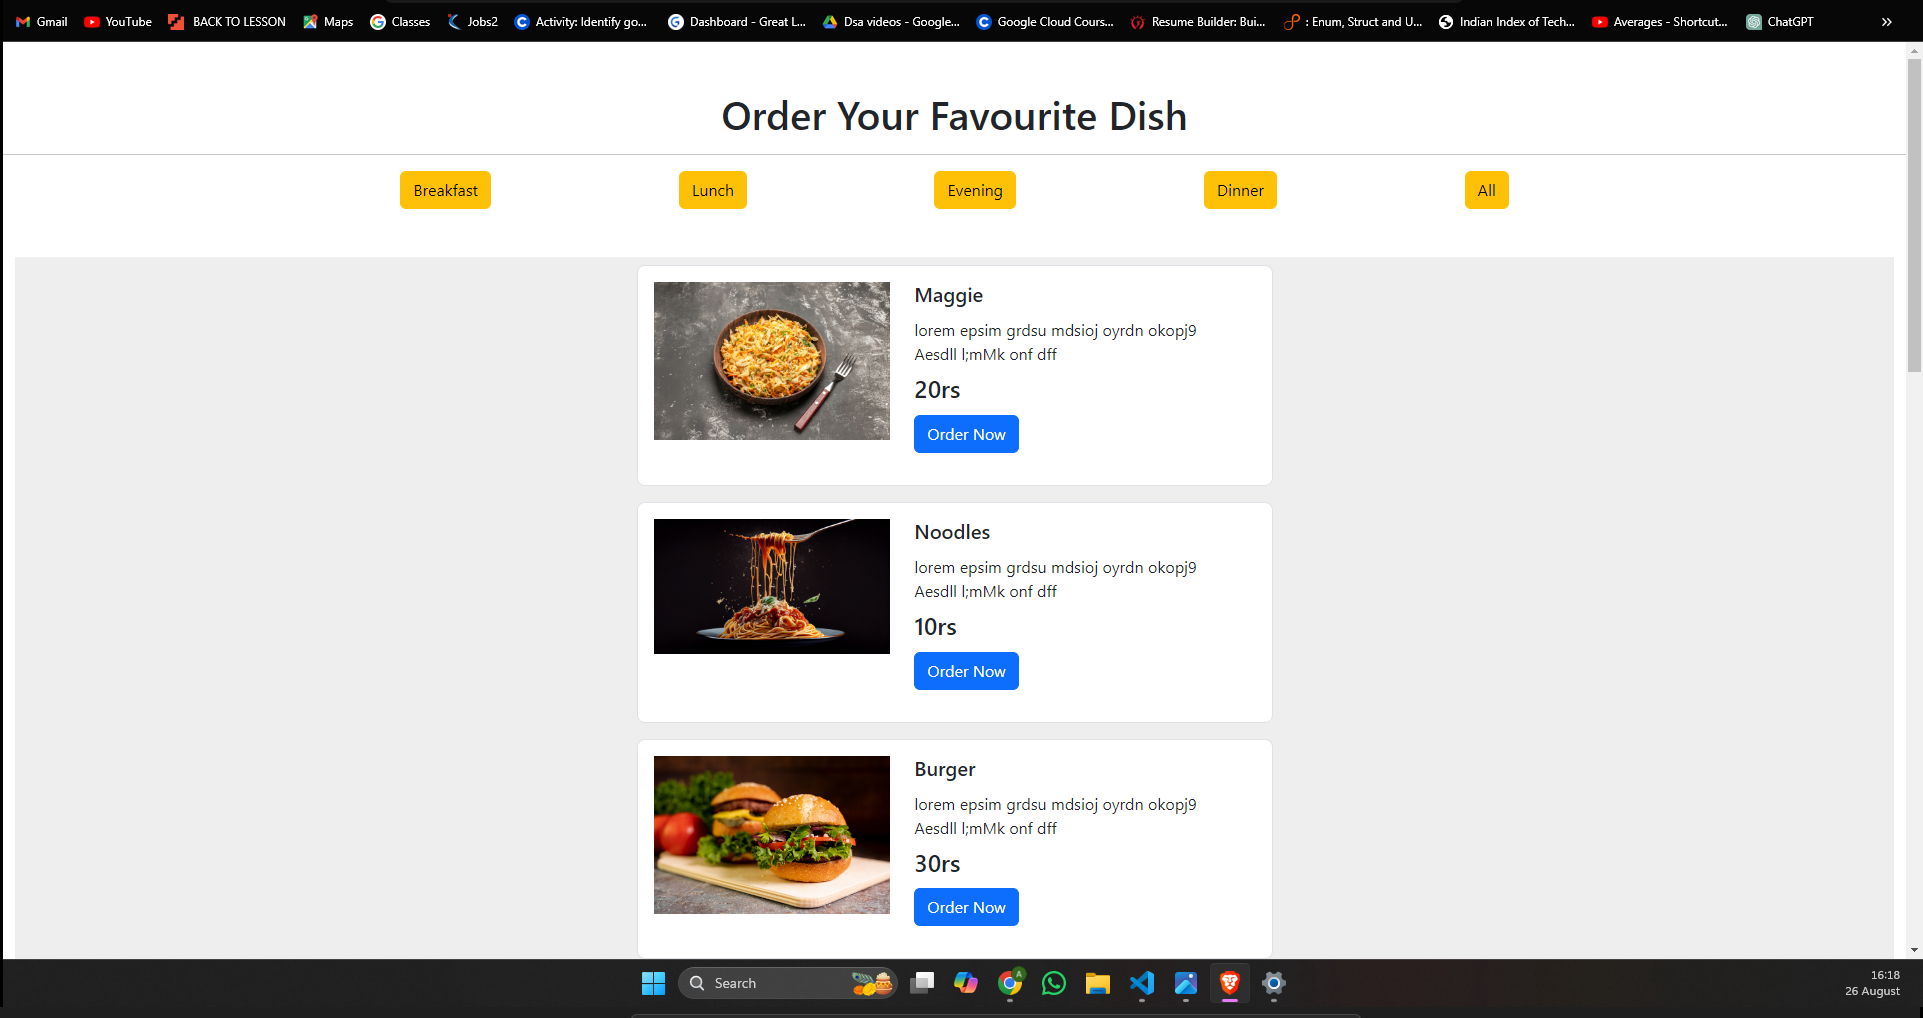 Gmail YouTube BACK TO LESSON Maps Classes Jobs2 Activity: Identify go... Dashboard - Great L... Dsa videos - Google... Google Cloud Cours... Resume Builder: Bui... : Enum, Struct and U... Indian Index of Tech... Averages - Shortcut... ChatGPT »
Order Your Favourite Dish
Breakfast Lunch Evening Dinner All
Maggie
lorem epsim grdsu mdsioj oyrdn okopj9
Aesdll l;mMk onf dff
20rs
Order Now
Noodles
lorem epsim grdsu mdsioj oyrdn okopj9
Aesdll l;mMk onf dff
10rs
Order Now
Burger
lorem epsim grdsu mdsioj oyrdn okopj9
Aesdll l;mMk onf dff
30rs
Order Now
Search
A
16:18
26 August